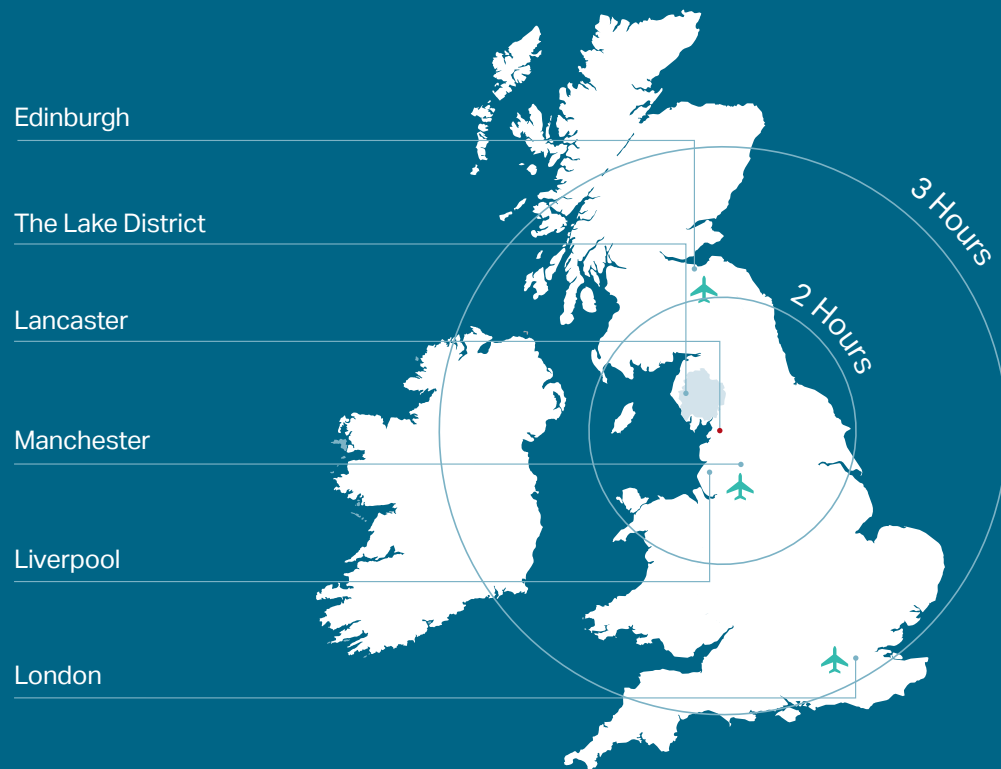 Edinburgh
The Lake District
Lancaster
Manchester
Liverpool
London
3 Hours
2 Hours